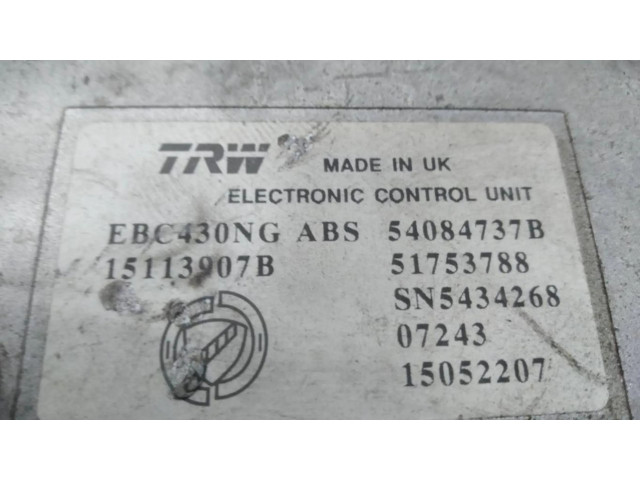 TRW MADE IN UK
ELECTRONIC CONTROL UNIT
EBC430NG ABS 54084737B
15113907B 51753788
SN5434268
07243
15052207